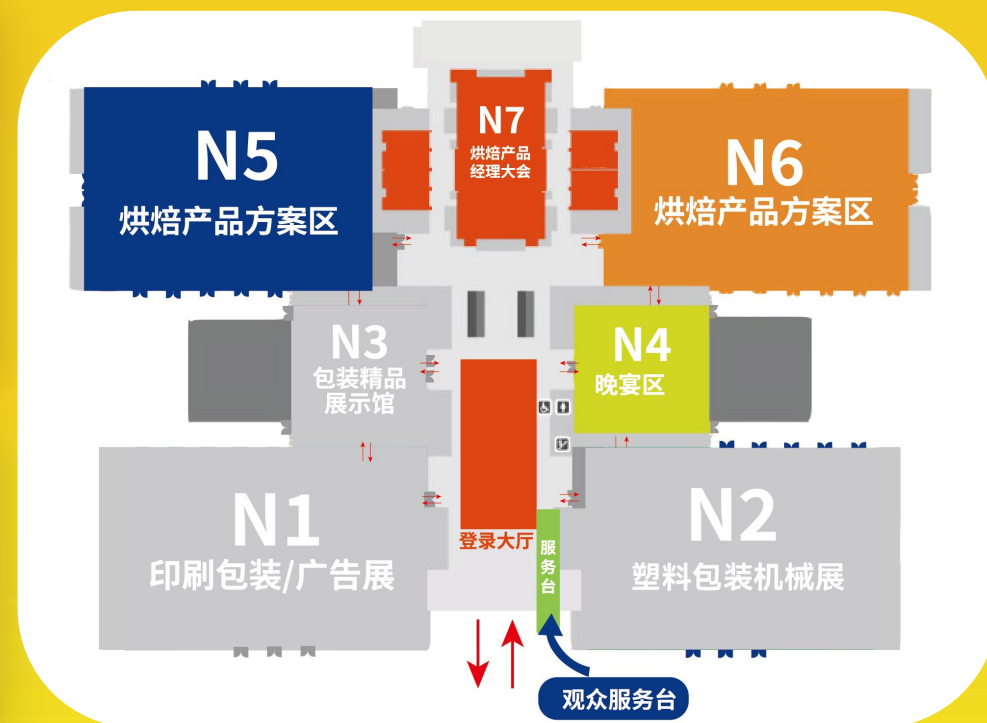 N5
烘焙产品方案区
N7
烘焙产品
经理大会
N6
烘焙产品方案区
N3
包装精品
展示馆
N4
晚宴区
N1
印刷包装/广告展
登录大厅
服务台
N2
塑料包装机械展
观众服务台